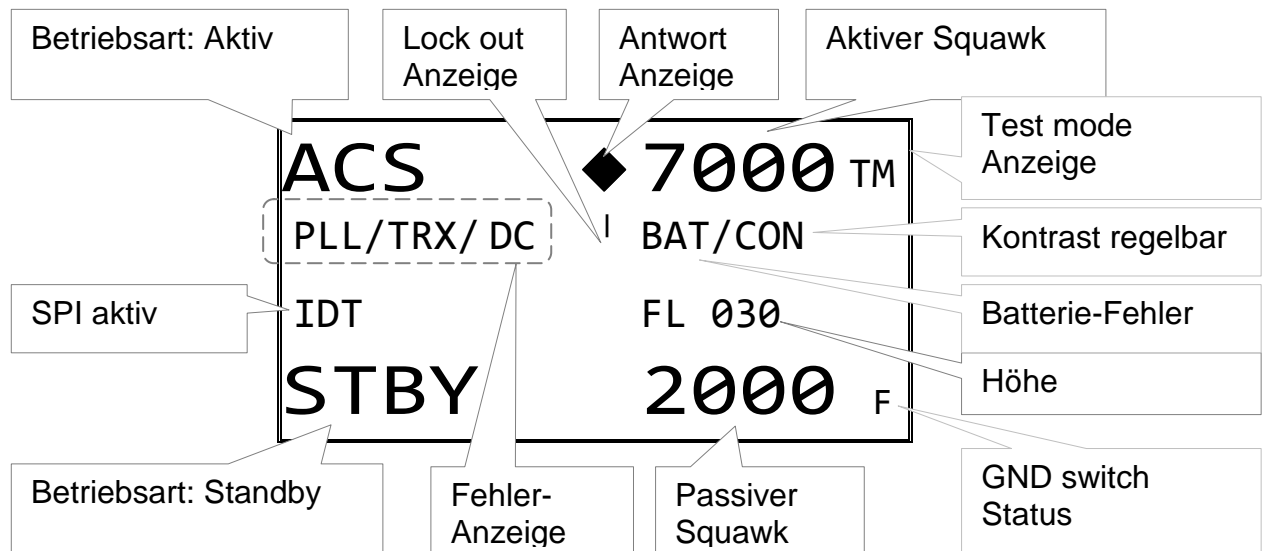 Betriebsart: Aktiv
Lock out
Anzeige
Antwort
Anzeige
Aktiver Squawk
Test mode
Anzeige
ACS
◆ 7000 TM
PLL/TRX/ DC
| BAT/CON
Kontrast regelbar
SPI aktiv
IDT
FL 030
Batterie-Fehler
Höhe
STBY
2000 F
Betriebsart: Standby
Fehler-
Anzeige
Passiver
Squawk
GND switch
Status